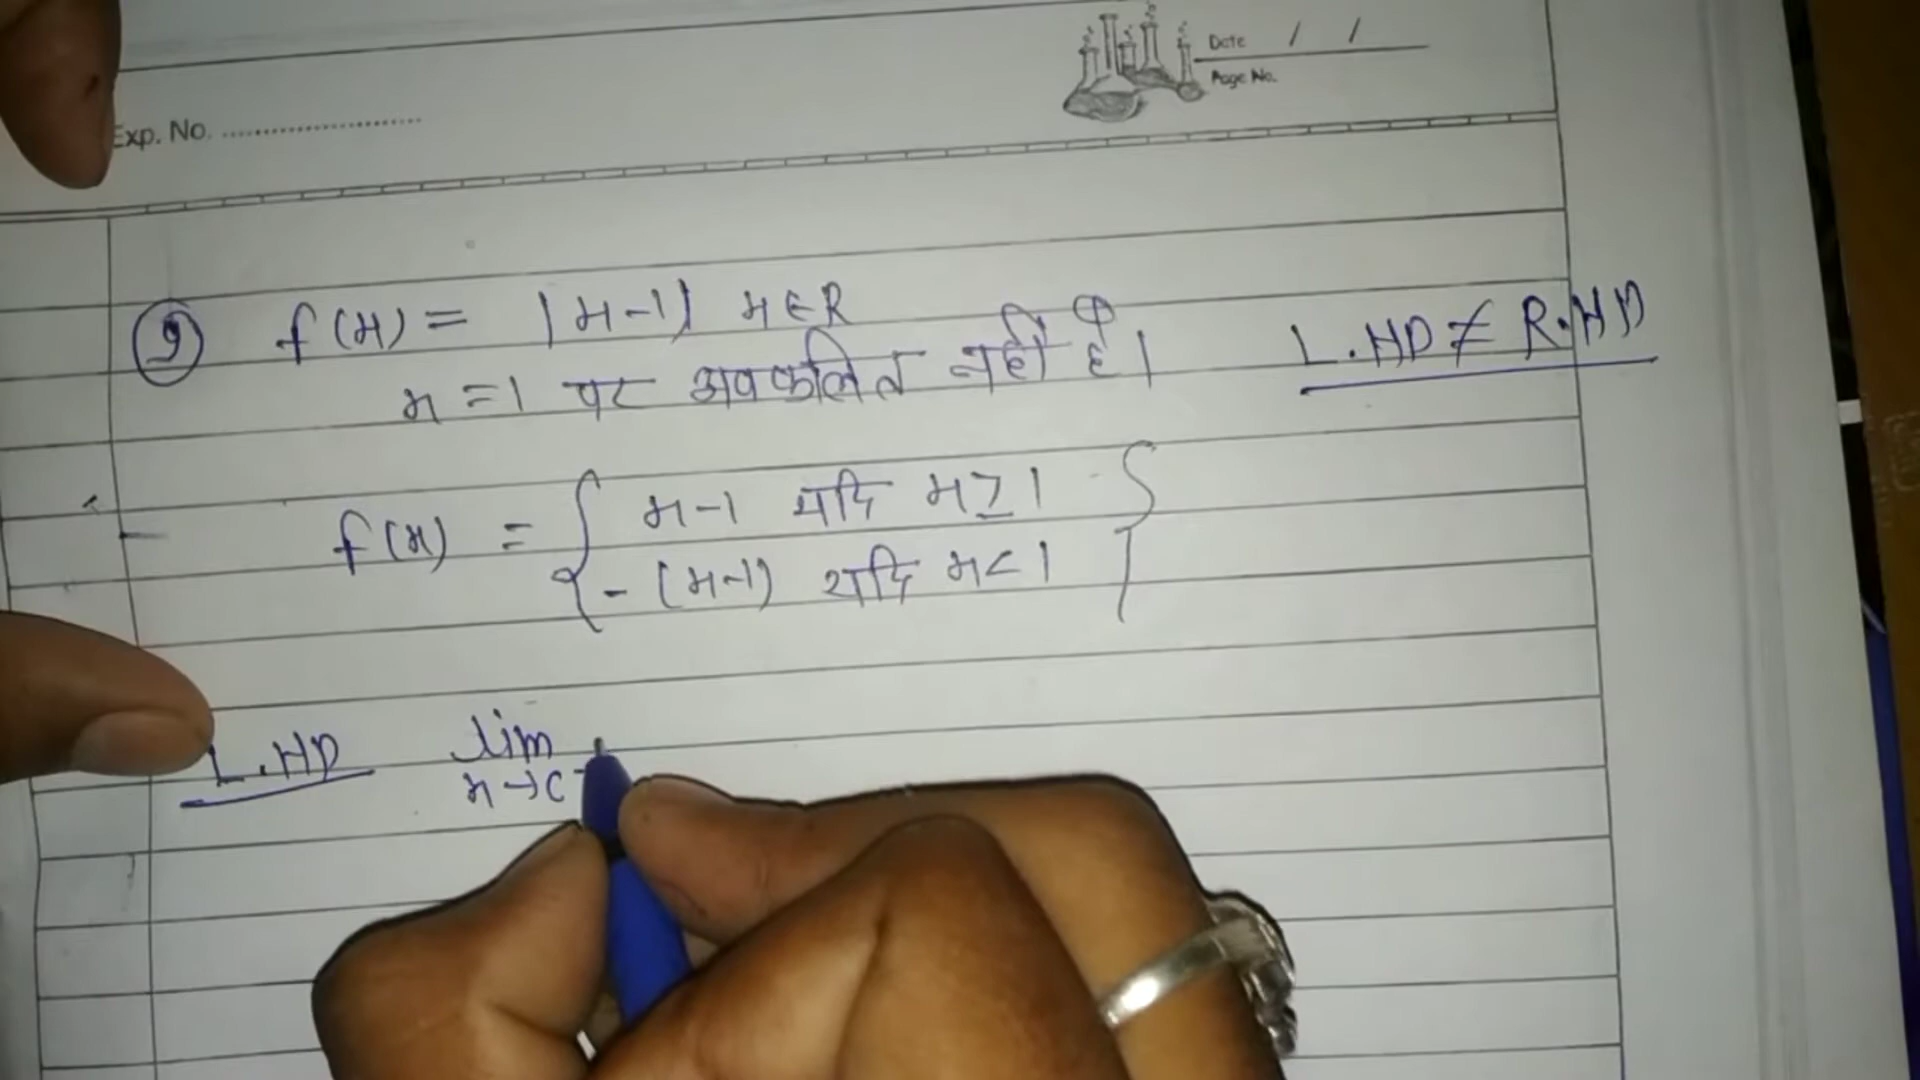 Date / /
Page No.
Exp. No. ........................
9 f(x) = |x-1| x∈R
x=1 पर अवकलित नहीं है। L.HD ≠ R.HD
f(x) = { x-1 यदि x≥1
-(x-1) यदि x<1 }
L.HD lim
x→c-